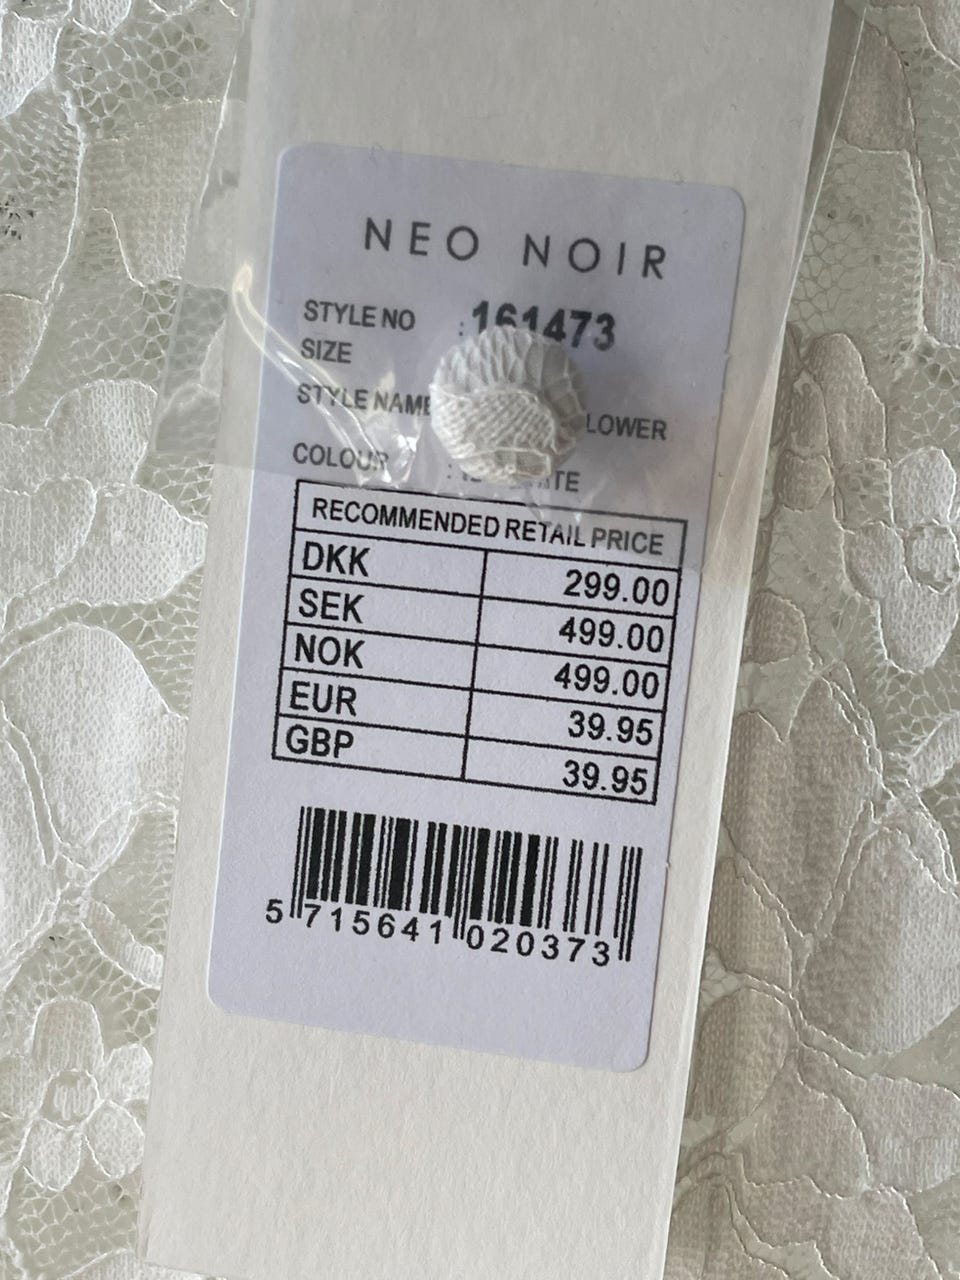 NEO NOIR
STYLE NO : 161473
SIZE
STYLE NAME LOWER
COLOUR :
RECOMMENDED RETAIL PRICE
DKK 299.00
SEK 499.00
NOK 499.00
EUR 39.95
GBP 39.95
5 715641 020373